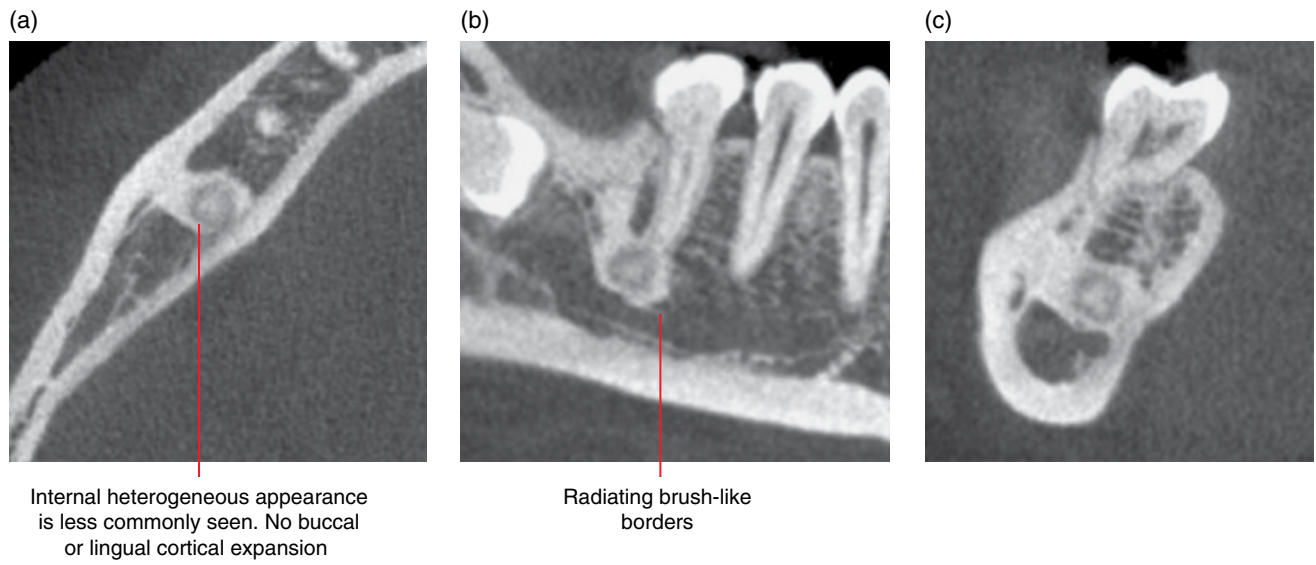 (a)
(b)
(c)
Internal heterogeneous appearance
is less commonly seen. No buccal
or lingual cortical expansion
Radiating brush-like
borders